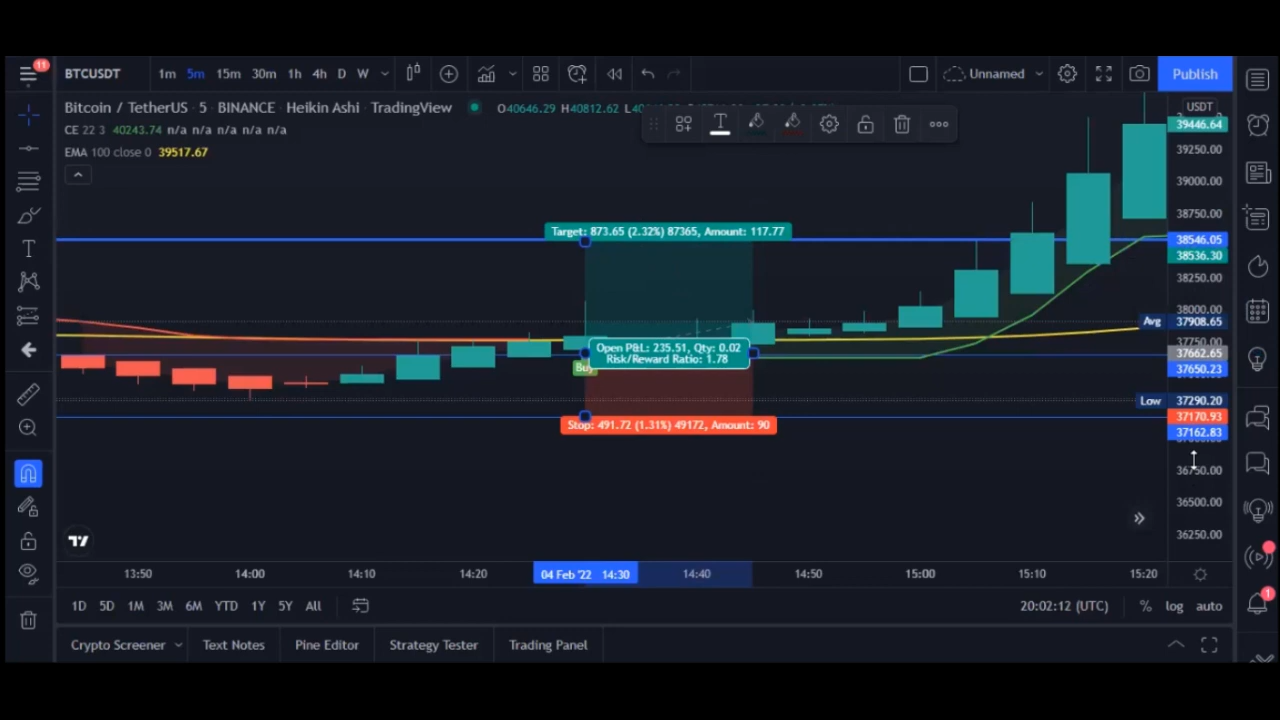 11
BTCUSDT 1m 5m 15m 30m 1h 4h D W Unnamed Publish
Bitcoin / TetherUS · 5 · BINANCE · Heikin Ashi · TradingView O40646.29 H40812.62
USDT
CE 22 3 40243.74 n/a n/a n/a n/a n/a
EMA 100 close 0 39517.67
39446.64
39250.00
39000.00
38750.00
Target: 873.65 (2.32%) 87365, Amount: 117.77
38546.05
38536.30
38250.00
38000.00
Avg 37908.65
37750.00
Open P&L: 235.51, Qty: 0.02
Risk/Reward Ratio: 1.78
37662.65
Buy
37650.23
Low 37290.20
37170.93
Stop: 491.72 (1.31%) 49172, Amount: 90
37162.83
36750.00
36500.00
36250.00
13:50 14:00 14:10 14:20 04 Feb '22 14:30 14:40 14:50 15:00 15:10 15:20
1D 5D 1M 3M 6M YTD 1Y 5Y All 20:02:12 (UTC) % log auto
1
Crypto Screener Text Notes Pine Editor Strategy Tester Trading Panel